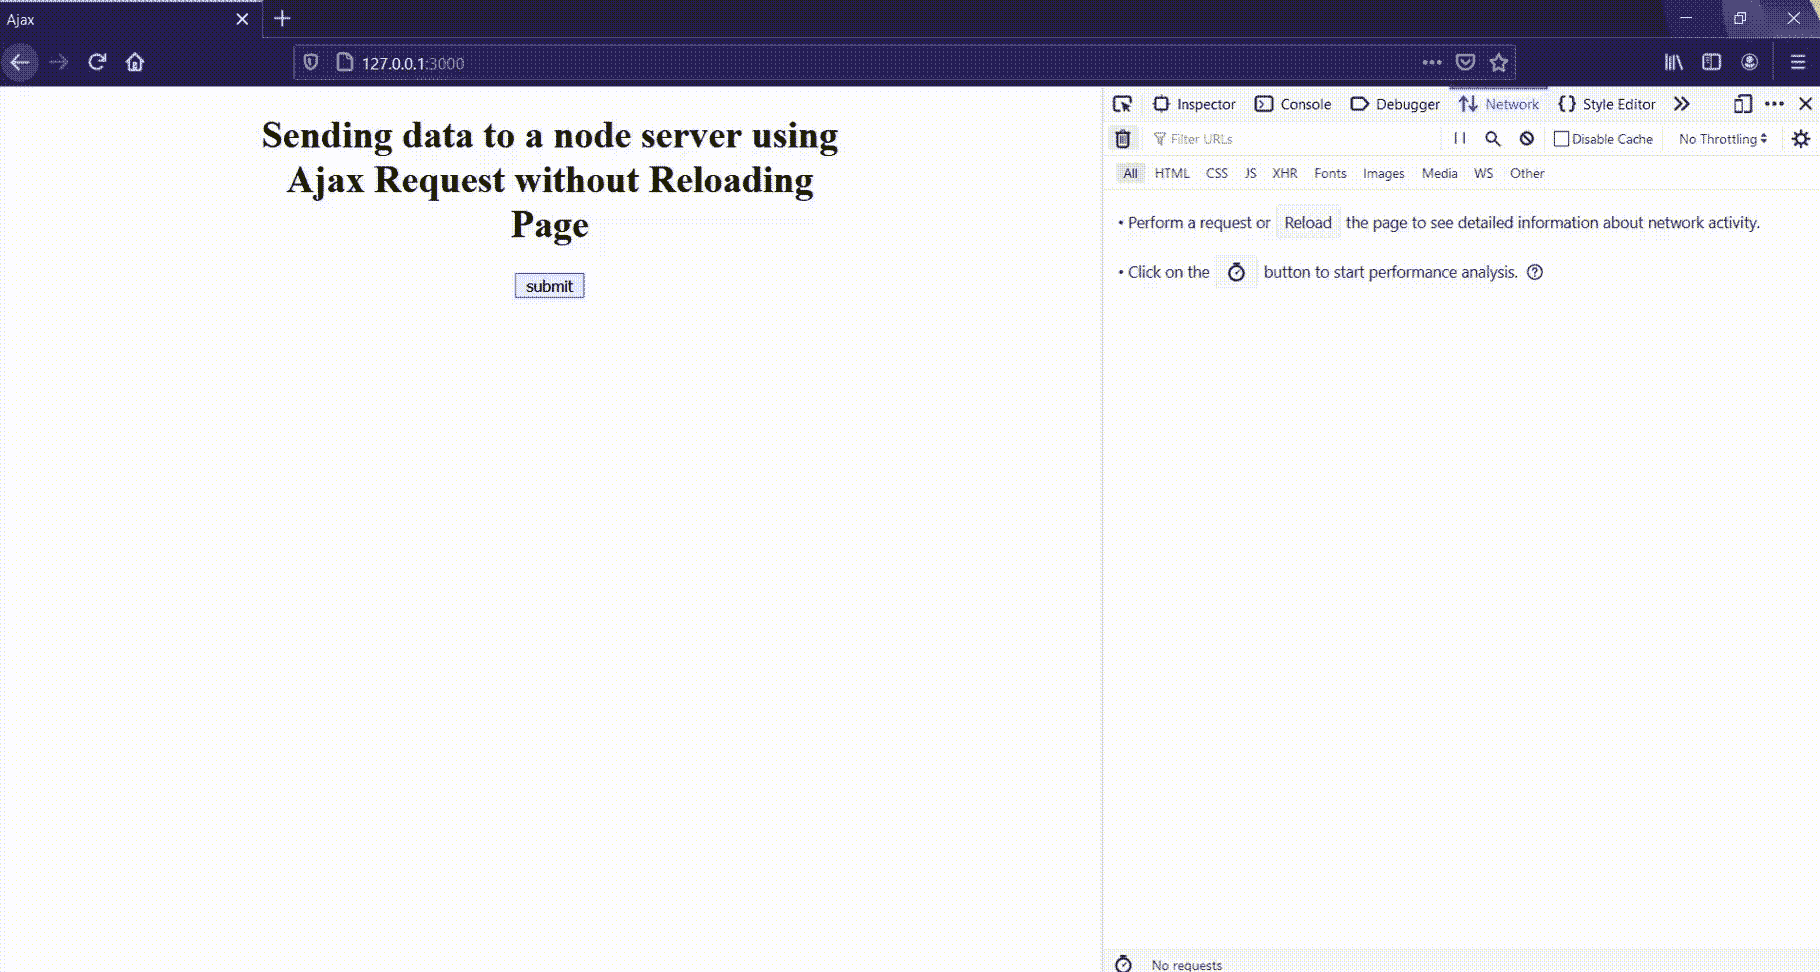 Ajax
127.0.0.1:3000
Sending data to a node server using
Ajax Request without Reloading
Page
submit
Inspector Console Debugger Network Style Editor
Filter URLs Disable Cache No Throttling
All HTML CSS JS XHR Fonts Images Media WS Other
• Perform a request or Reload the page to see detailed information about network activity.
• Click on the button to start performance analysis.
No requests